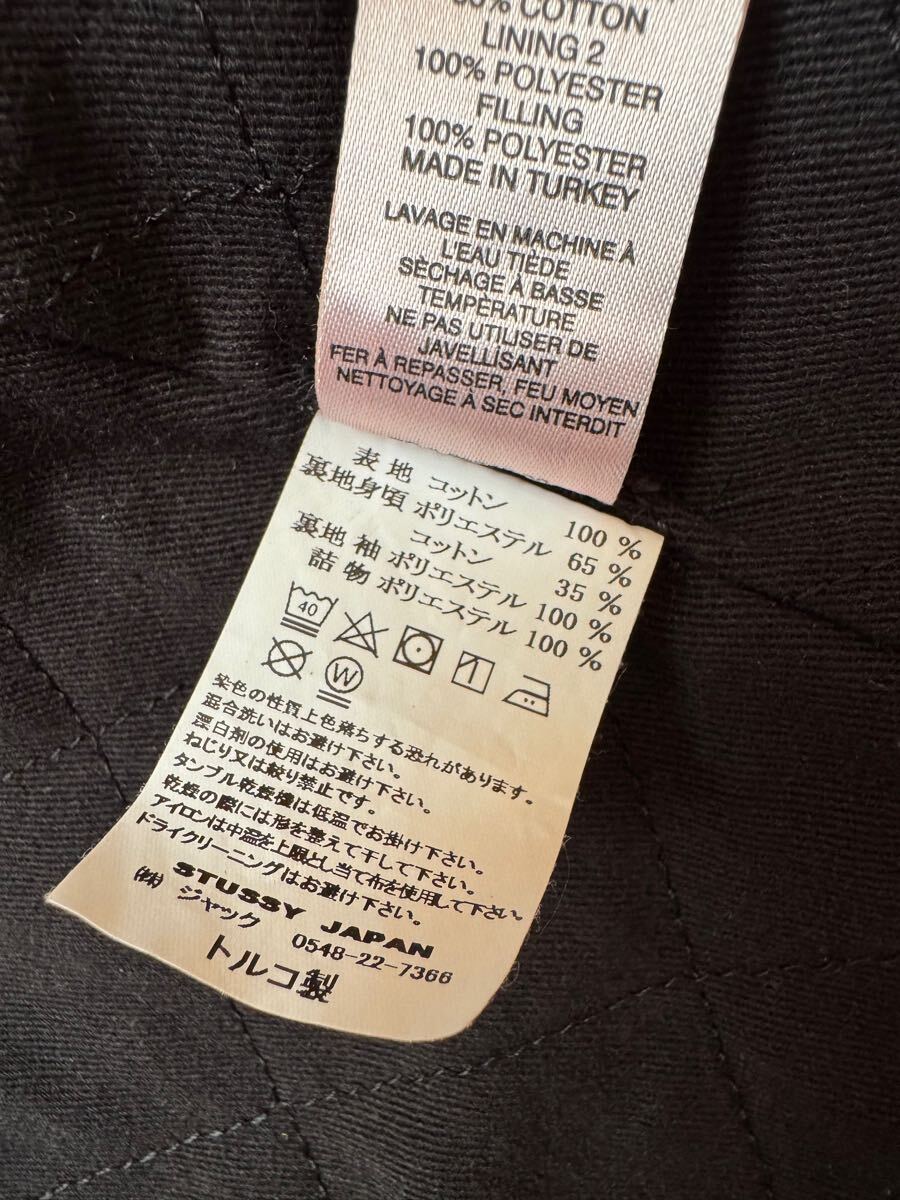 % COTTON
LINING 2
100% POLYESTER
FILLING
100% POLYESTER
MADE IN TURKEY
LAVAGE EN MACHINE À
L'EAU TIÈDE
SÈCHAGE À BASSE
TEMPÈRATURE
NE PAS UTILISER DE
JAVELLISANT
FER À REPASSER, FEU MOYEN
NETTOYAGE À SEC INTERDIT
表地 コットン 100 %
裏地身頃 ポリエステル 65 %
コットン 35 %
裏地 袖 ポリエステル 100 %
詰物 ポリエステル 100 %
40
1
W
染色の性質上色落ちする恐れがあります。
混合洗いはお避け下さい。
漂白剤の使用はお避け下さい。
ねじり又は絞り禁止です。
タンブル乾燥機は低温でお掛け下さい。
乾燥の際には形を整えて干して下さい。
アイロンは中温を上限とし当て布を使用して下さい。
ドライクリーニングはお避け下さい。
STUSSY JAPAN
㈱ジャック 0548-22-7366
トルコ製